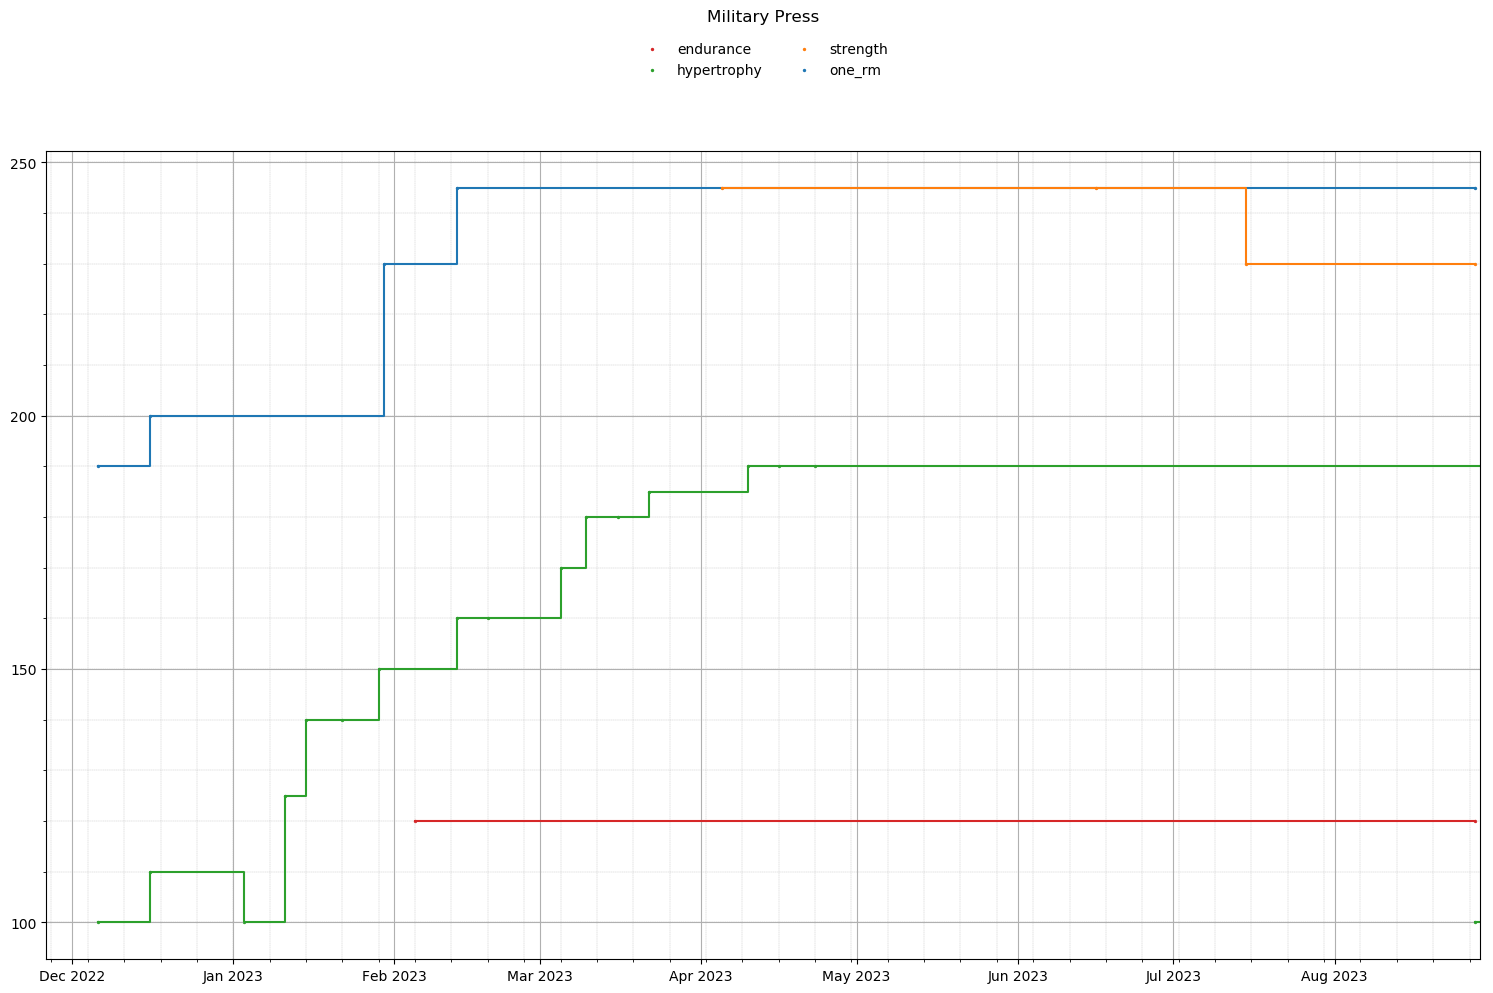 Military Press
endurance
strength
hypertrophy
one_rm
250
200
150
100
Dec 2022
Jan 2023
Feb 2023
Mar 2023
Apr 2023
May 2023
Jun 2023
Jul 2023
Aug 2023